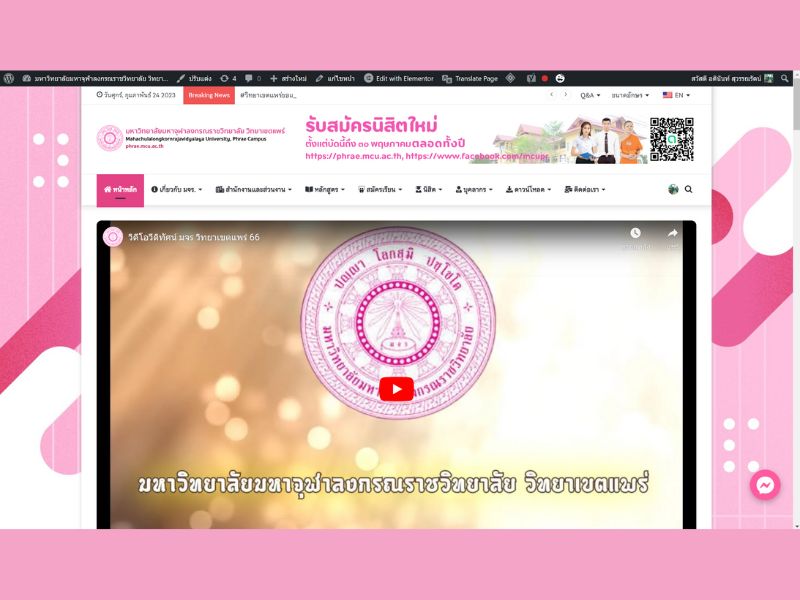 มหาวิทยาลัยมหาจุฬาลงกรณราชวิทยาลัย วิทยา... ปรับแต่ง 4 0 สร้างใหม่ แก้ไขหน้า Edit with Elementor Translate Page สวัสดี อติฉันท์ สุวรรณรัตน์
วันศุกร์, กุมภาพันธ์ 24 2023 Breaking News #วิทยาเขตแพร่ขอแ_ Q&A ขนาดอักษร EN
มหาวิทยาลัยมหาจุฬาลงกรณราชวิทยาลัย วิทยาเขตแพร่
Mahachulalongkornrajavidyalaya University, Phrae Campus
phrae.mcu.ac.th
รับสมัครนิสิตใหม่
ตั้งแต่บัดนี้ถึง ๓๐ พฤษภาคมตลอดทั้งปี
https://phrae.mcu.ac.th, https://www.facebook.com/mcupr
หน้าหลัก เกี่ยวกับ มจร. สำนักงานและส่วนงาน หลักสูตร สมัครเรียน นิสิต บุคลากร ดาวน์โหลด ติดต่อเรา
วีดีโอวีดิทัศน์ มจร วิทยาเขตแพร่ 66
ปญฺญา โลกสฺมิ ปชฺโชโต
ม จ ร
มหาวิทยาลัยมหาจุฬาลงกรณราชวิทยาลัย
มหาวิทยาลัยมหาจุฬาลงกรณราชวิทยาลัย วิทยาเขตแพร่